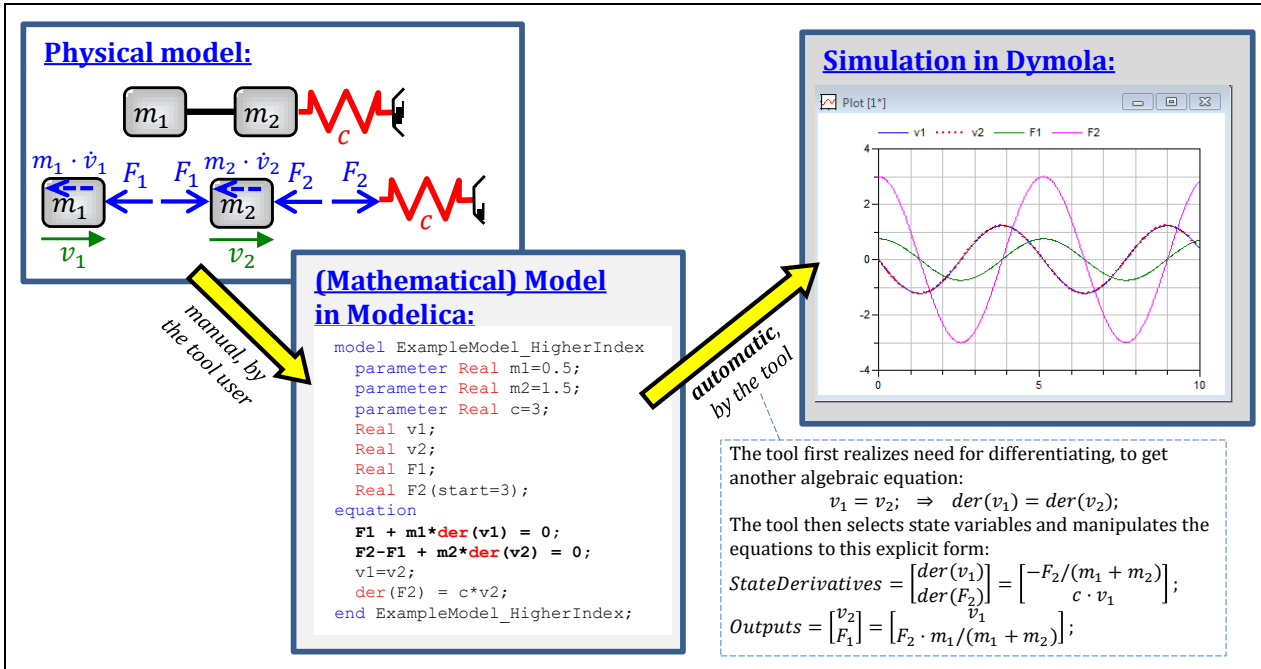 Physical model:
m₁
m₂
c
m₁ · v̇₁
F₁
F₁
m₂ · v̇₂
F₂
F₂
m₁
m₂
c
v₁
v₂
manual, by
the tool user
(Mathematical) Model
in Modelica:
model ExampleModel_HigherIndex
parameter Real m1=0.5;
parameter Real m2=1.5;
parameter Real c=3;
Real v1;
Real v2;
Real F1;
Real F2(start=3);
equation
F1 + m1*der(v1) = 0;
F2-F1 + m2*der(v2) = 0;
v1=v2;
der(F2) = c*v2;
end ExampleModel_HigherIndex;
automatic,
by the tool
Simulation in Dymola:
Plot [1*]
v1 v2 F1 F2
4
2
0
-2
-4
0 5 10
The tool first realizes need for differentiating, to get
another algebraic equation:
v₁ = v₂; ⇒ der(v₁) = der(v₂);
The tool then selects state variables and manipulates the
equations to this explicit form:
StateDerivatives = [der(v₁) der(F₂)] = [−F₂/(m₁ + m₂) c · v₁];
Outputs = [v₂ F₁] = [v₁ F₂ · m₁/(m₁ + m₂)];